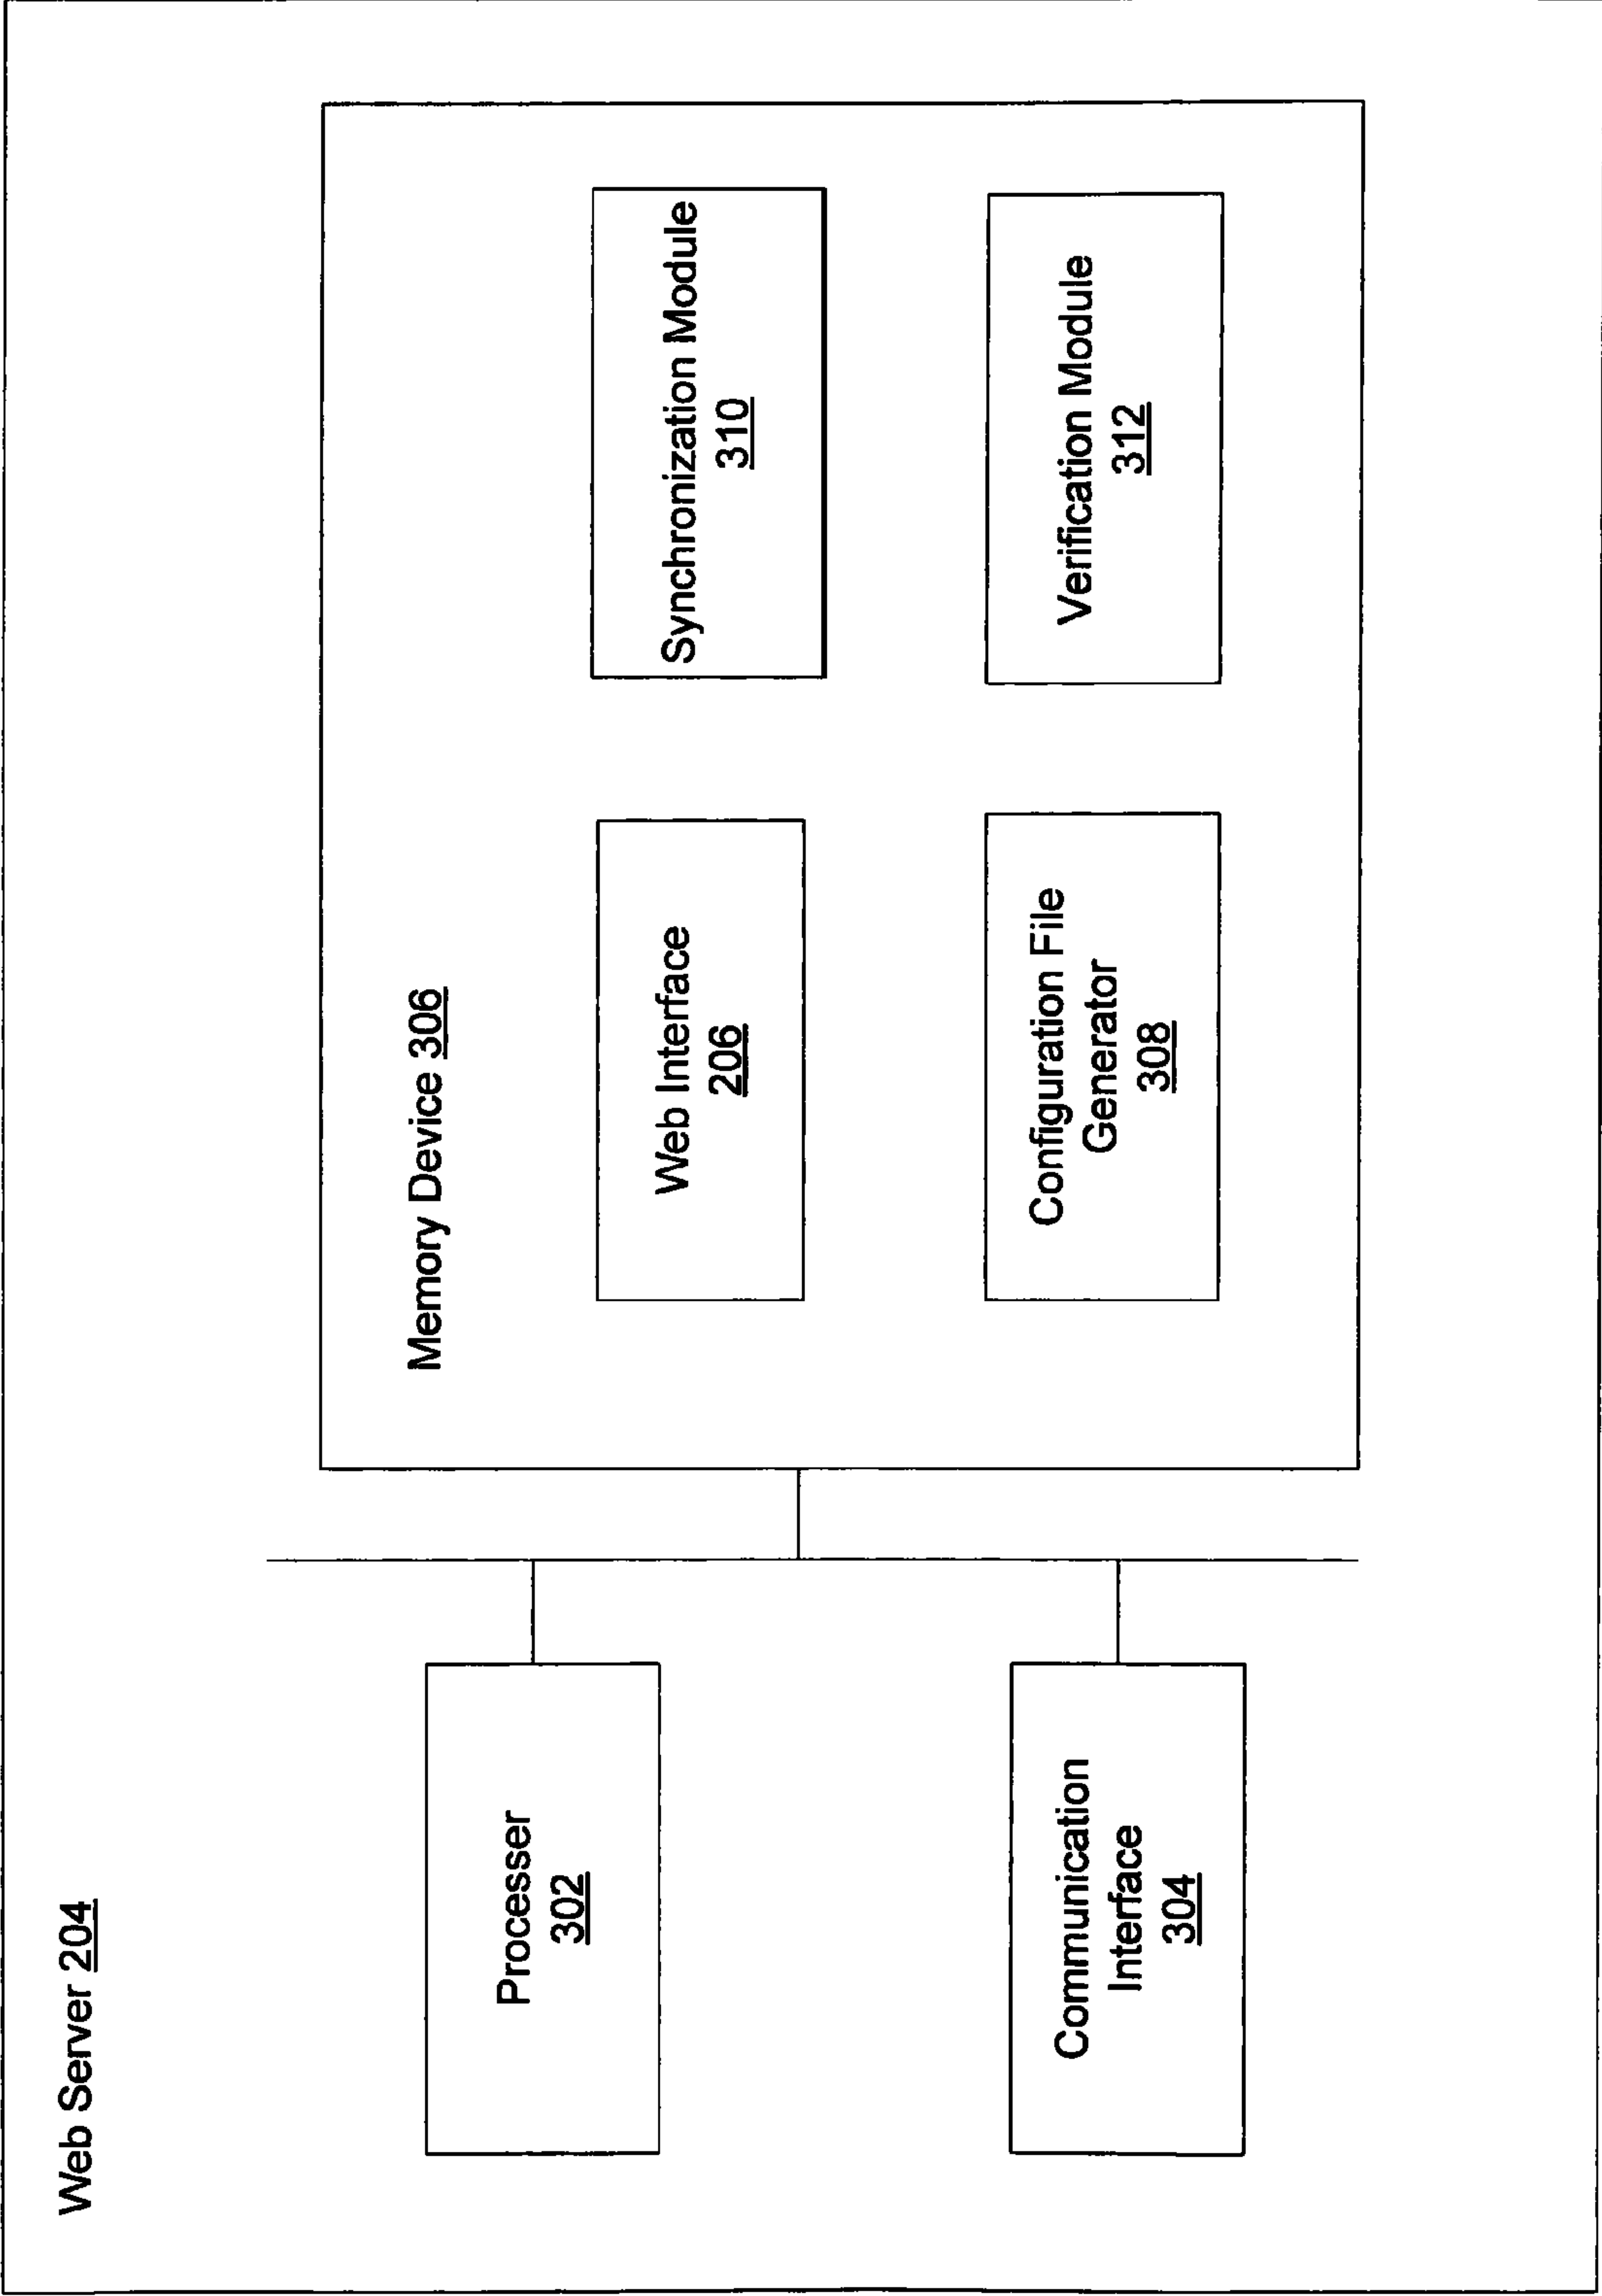 Web Server 204
Processer
302
Communication
Interface
304
Memory Device 306
Web Interface
206
Configuration File
Generator
308
Synchronization Module
310
Verification Module
312